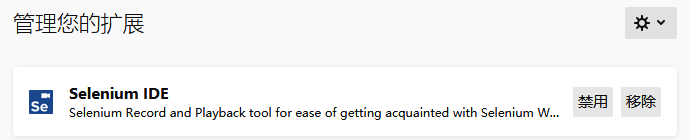 管理您的扩展
Se
Selenium IDE
Selenium Record and Playback tool for ease of getting acquainted with Selenium W...
禁用 移除